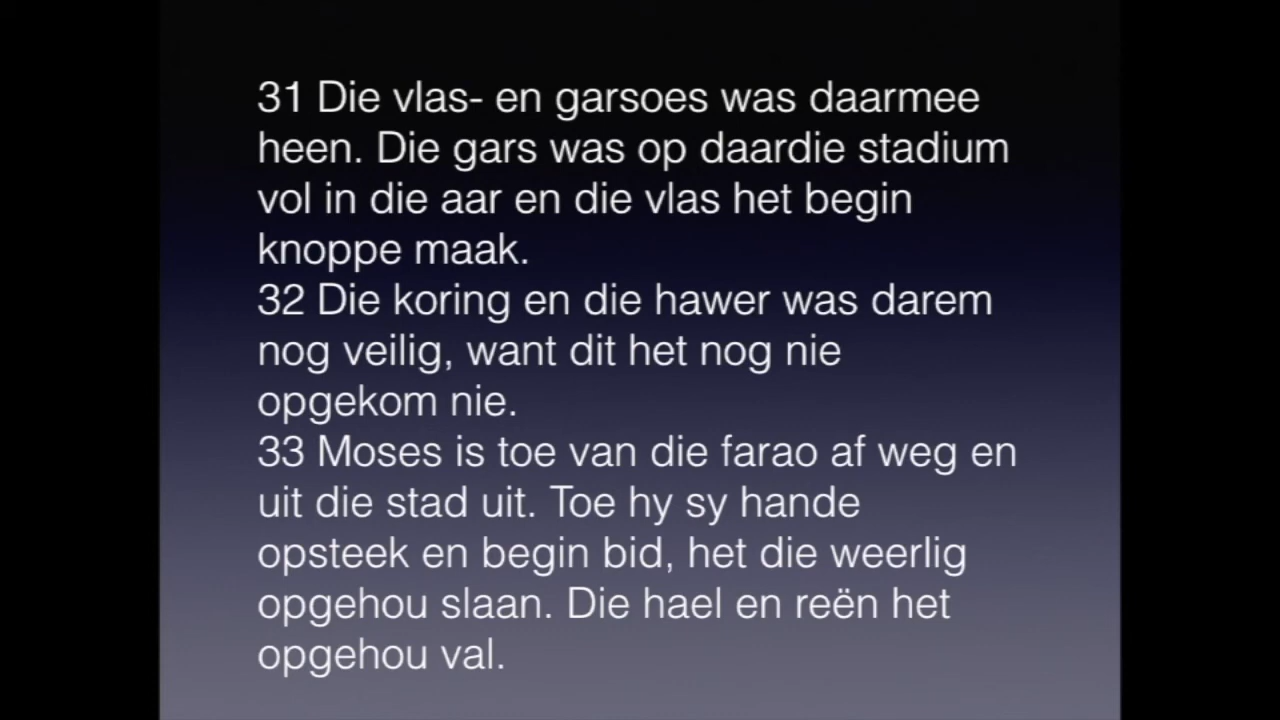 31 Die vlas- en garsoes was daarmee
heen. Die gars was op daardie stadium
vol in die aar en die vlas het begin
knoppe maak.
32 Die koring en die hawer was darem
nog veilig, want dit het nog nie
opgekom nie.
33 Moses is toe van die farao af weg en
uit die stad uit. Toe hy sy hande
opsteek en begin bid, het die weerlig
opgehou slaan. Die hael en reën het
opgehou val.